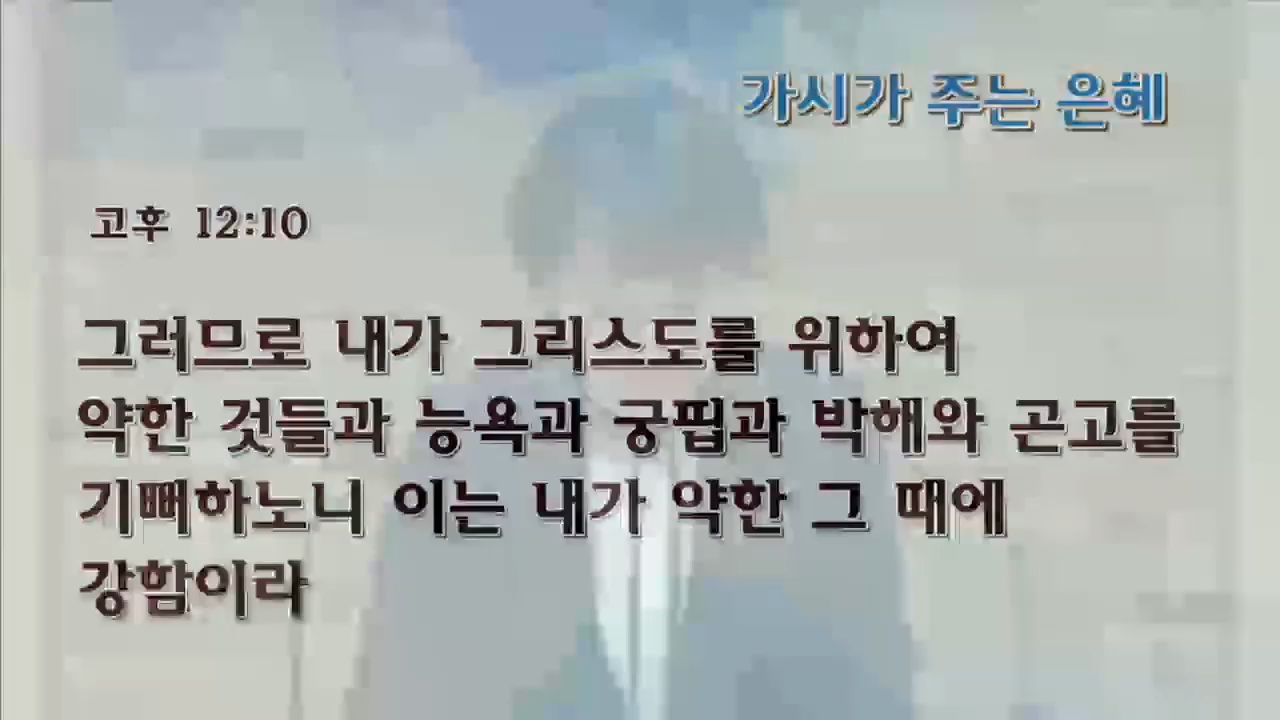 가시가 주는 은혜
고후 12:10
그러므로 내가 그리스도를 위하여
약한 것들과 능욕과 궁핍과 박해와 곤고를
기뻐하노니 이는 내가 약한 그 때에
강함이라